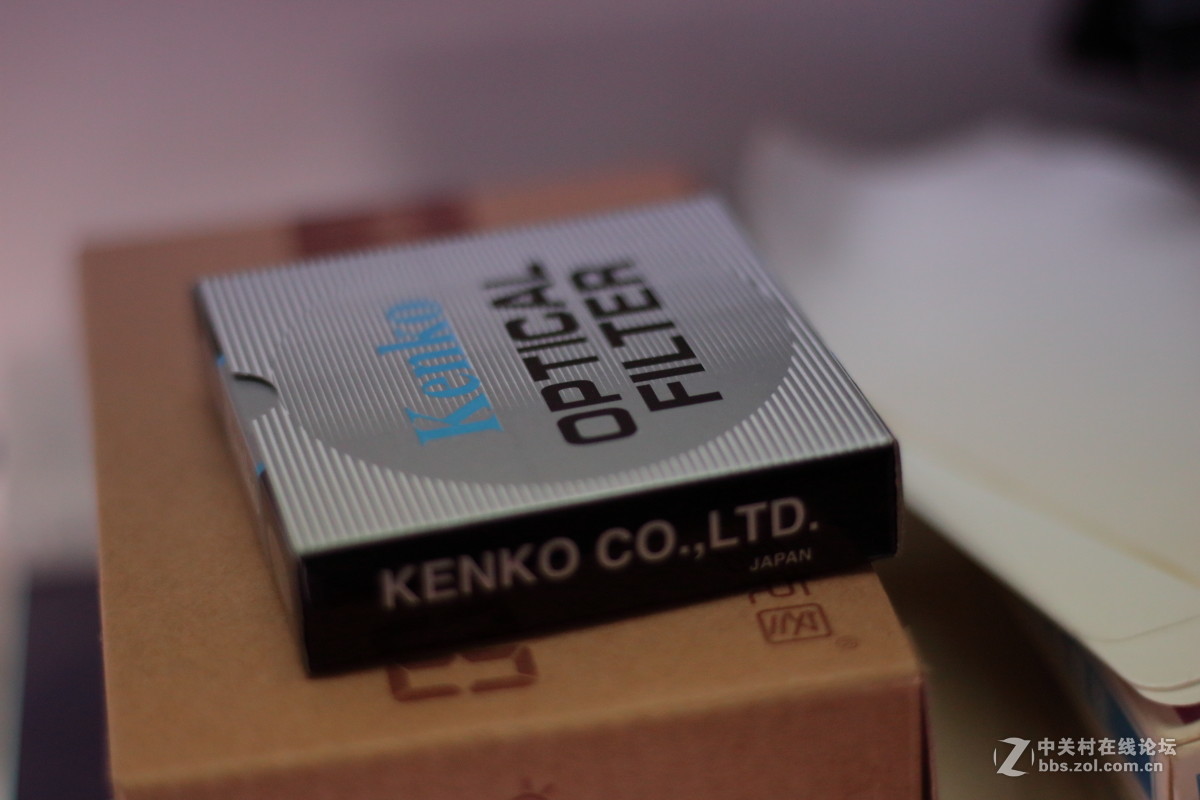 Kenko
OPTICAL
FILTER
KENKO CO.,LTD.
JAPAN
中关村在线论坛
bbs.zol.com.cn